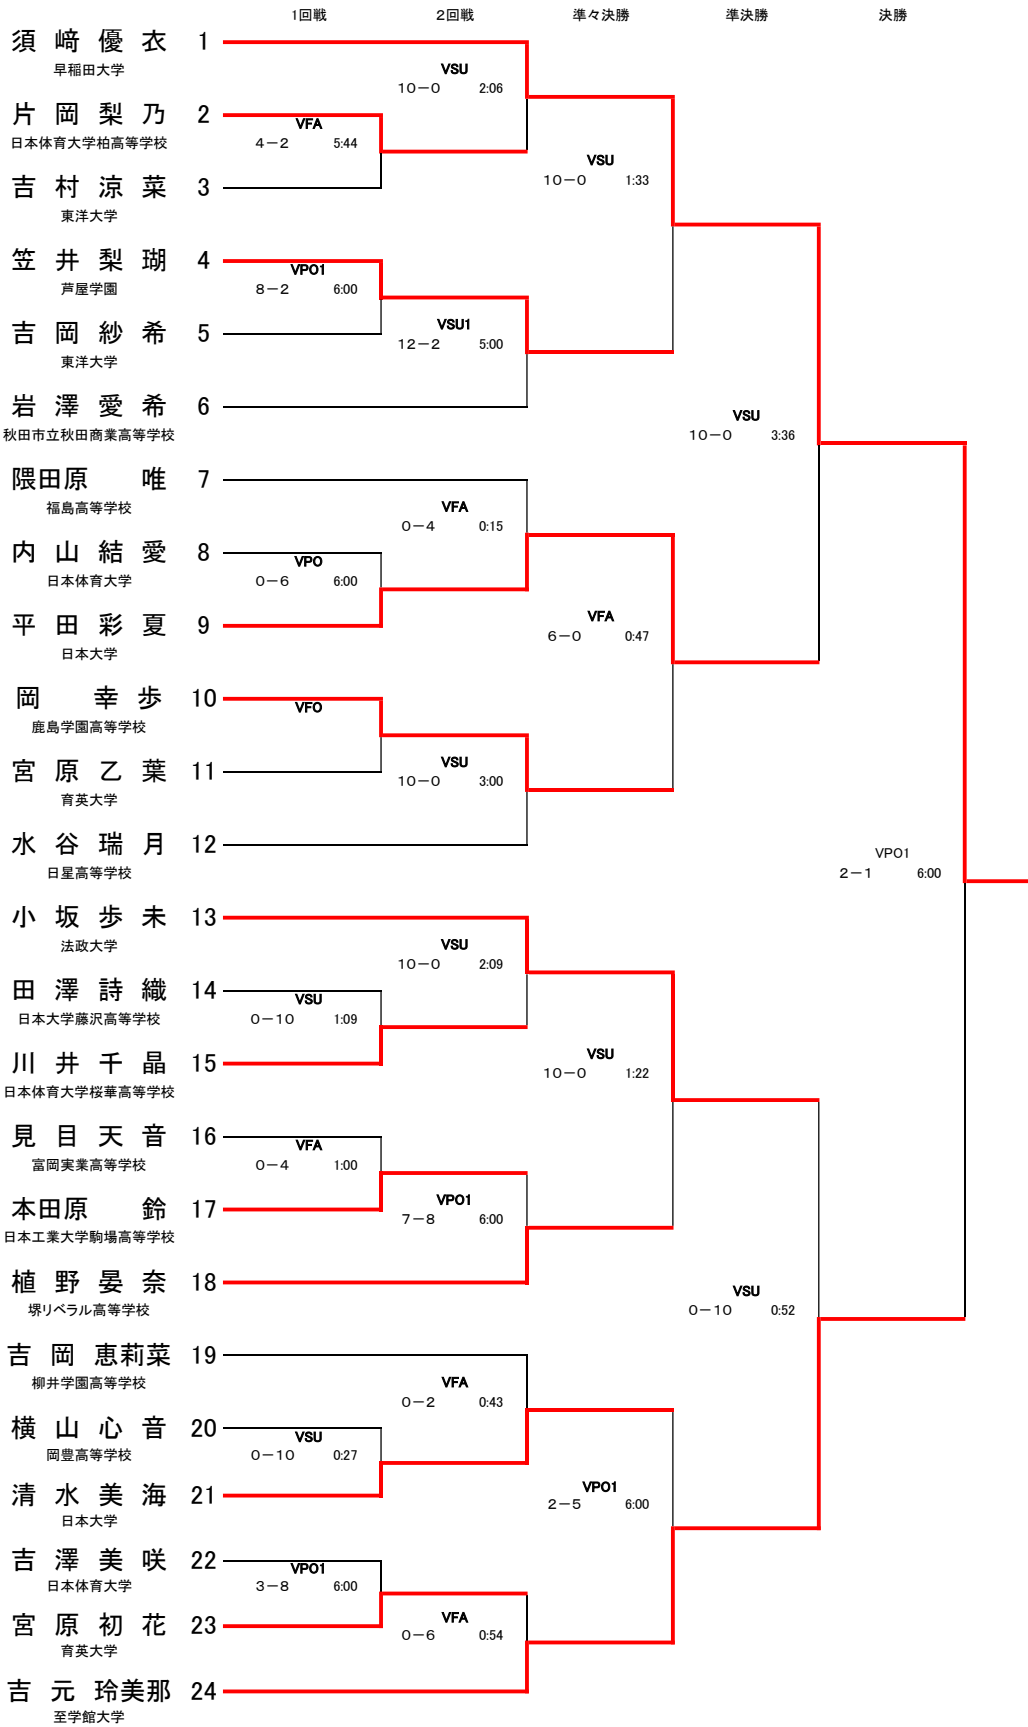 1回戦 2回戦 準々決勝 準決勝 決勝
須﨑優衣 1
早稲田大学
VSU
10－0 2:06
片岡梨乃 2
日本体育大学柏高等学校
VFA
4－2 5:44
VSU
10－0 1:33
吉村涼菜 3
東洋大学
笠井梨瑚 4
芦屋学園
VPO1
8－2 6:00
吉岡紗希 5
東洋大学
VSU1
12－2 5:00
岩澤愛希 6
秋田市立秋田商業高等学校
VSU
10－0 3:36
隈田原 唯 7
福島高等学校
VFA
0－4 0:15
内山結愛 8
日本体育大学
VPO
0－6 6:00
平田彩夏 9
日本大学
VFA
6－0 0:47
岡 幸歩 10
鹿島学園高等学校
VFO
宮原乙葉 11
育英大学
VSU
10－0 3:00
水谷瑞月 12
日星高等学校
VPO1
2－1 6:00
小坂歩未 13
法政大学
VSU
10－0 2:09
田澤詩織 14
日本大学藤沢高等学校
VSU
0－10 1:09
川井千晶 15
日本体育大学桜華高等学校
VSU
10－0 1:22
見目天音 16
富岡実業高等学校
VFA
0－4 1:00
本田原 鈴 17
日本工業大学駒場高等学校
VPO1
7－8 6:00
植野晏奈 18
堺リベラル高等学校
VSU
0－10 0:52
吉岡恵莉菜 19
柳井学園高等学校
VFA
0－2 0:43
横山心音 20
岡豊高等学校
VSU
0－10 0:27
清水美海 21
日本大学
VPO1
2－5 6:00
吉澤美咲 22
日本体育大学
VPO1
3－8 6:00
宮原初花 23
育英大学
VFA
0－6 0:54
吉元玲美那 24
至学館大学